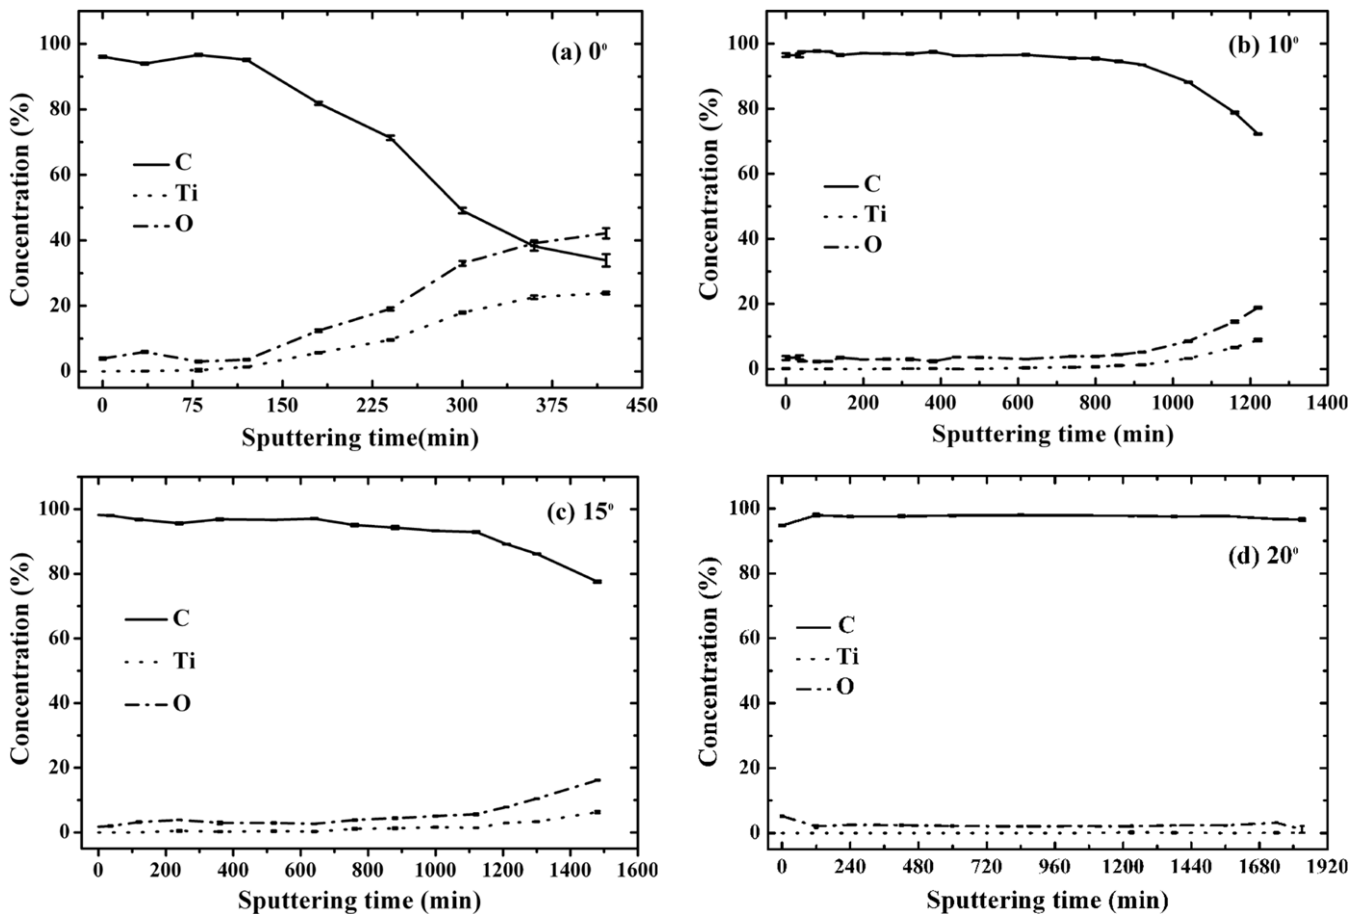 (a) 0°
Concentration (%)
100
80
60
40
20
0
C
Ti
O
0 75 150 225 300 375 450
Sputtering time(min)
(b) 10°
Concentration (%)
100
80
60
40
20
0
C
Ti
O
0 200 400 600 800 1000 1200 1400
Sputtering time (min)
(c) 15°
Concentration (%)
100
80
60
40
20
0
C
Ti
O
0 200 400 600 800 1000 1200 1400 1600
Sputtering time (min)
(d) 20°
Concentration (%)
100
80
60
40
20
0
C
Ti
O
0 240 480 720 960 1200 1440 1680 1920
Sputtering time (min)